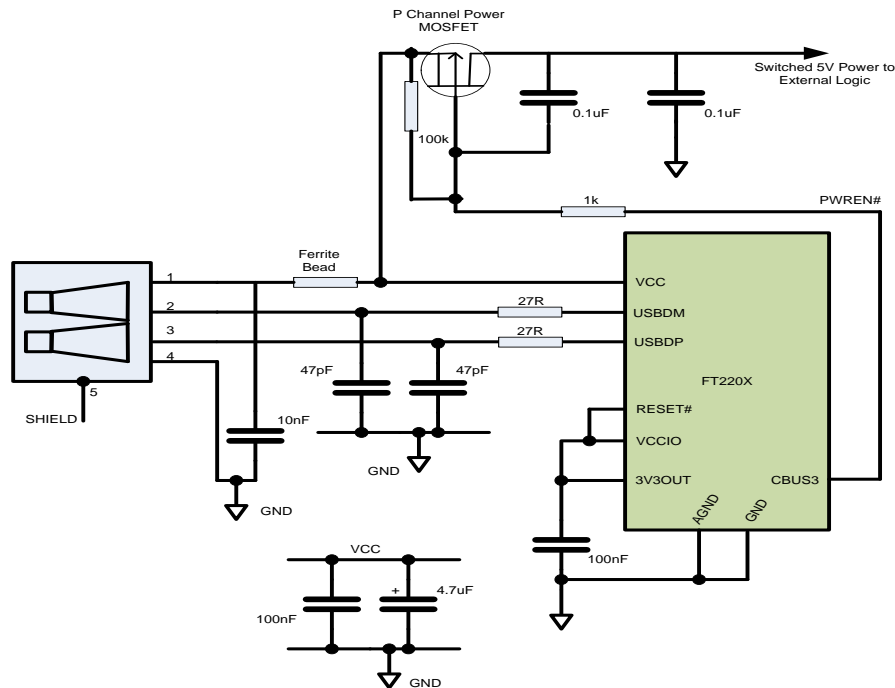 P Channel Power
MOSFET
Switched 5V Power to
External Logic
0.1uF
0.1uF
100k
1k
PWREN#
Ferrite
Bead
1
2
3
4
5
SHIELD
27R
27R
VCC
USBDM
USBDP
FT220X
RESET#
VCCIO
3V3OUT
CBUS3
AGND
GND
47pF
47pF
10nF
GND
GND
100nF
VCC
100nF
+
4.7uF
GND